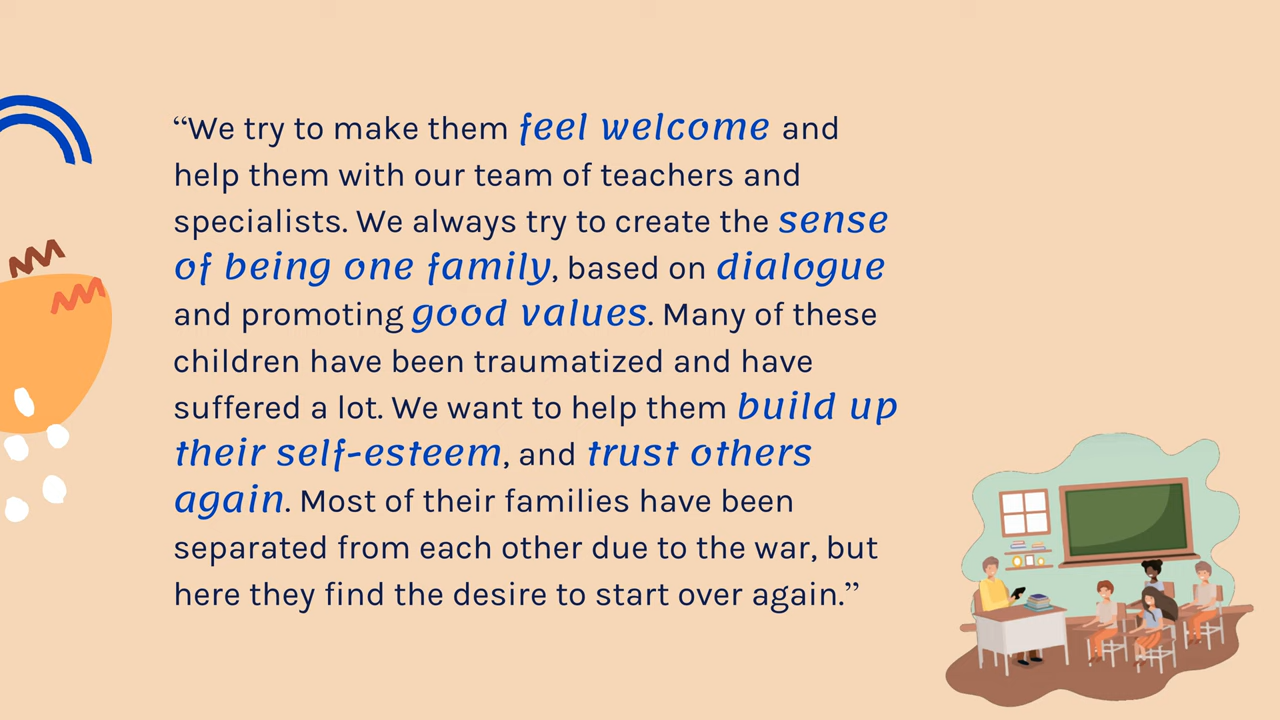 “We try to make them feel welcome and
help them with our team of teachers and
specialists. We always try to create the sense
of being one family, based on dialogue
and promoting good values. Many of these
children have been traumatized and have
suffered a lot. We want to help them build up
their self-esteem, and trust others
again. Most of their families have been
separated from each other due to the war, but
here they find the desire to start over again.”